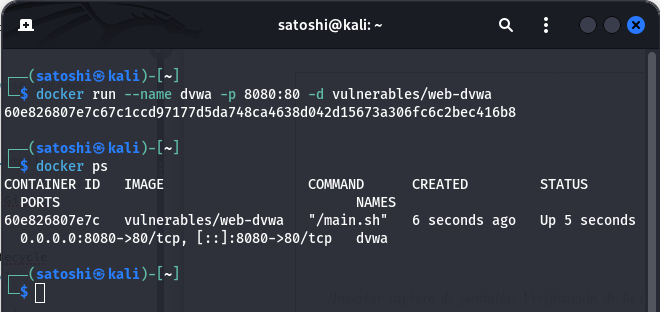 satoshi@kali: ~
┌──(satoshi㉿kali)-[~]
└─$ docker run --name dvwa -p 8080:80 -d vulnerables/web-dvwa
60e826807e7c67c1ccd97177d5da748ca4638d042d15673a306fc6c2bec416b8
┌──(satoshi㉿kali)-[~]
└─$ docker ps
CONTAINER ID   IMAGE                  COMMAND      CREATED         STATUS
  PORTS                                     NAMES
60e826807e7c   vulnerables/web-dvwa   "/main.sh"   6 seconds ago   Up 5 seconds
  0.0.0.0:8080->80/tcp, [::]:8080->80/tcp   dvwa
┌──(satoshi㉿kali)-[~]
└─$